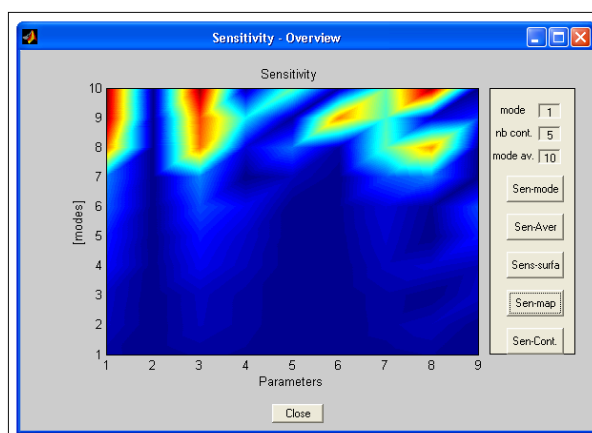 Sensitivity - Overview
Sensitivity
10
9
8
7
6
5
4
3
2
1
[modes]
1 2 3 4 5 6 7 8 9
Parameters
mode 1
nb cont. 5
mode av. 10
Sen-mode
Sen-Aver
Sens-surfa
Sen-map
Sen-Cont.
Close